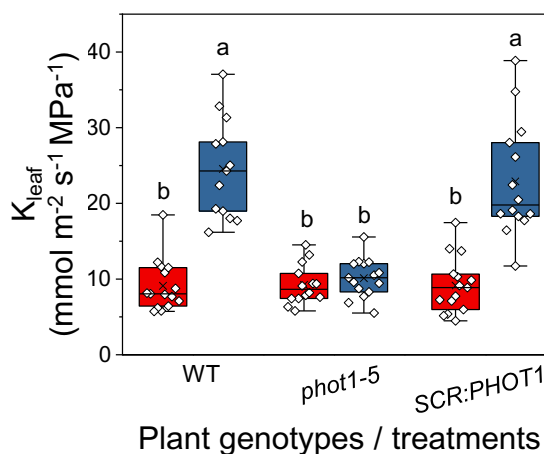 K_leaf
(mmol m⁻² s⁻¹ MPa⁻¹)
40
30
20
10
0
b
a
b
b
b
a
WT
phot1-5
SCR:PHOT1
Plant genotypes / treatments